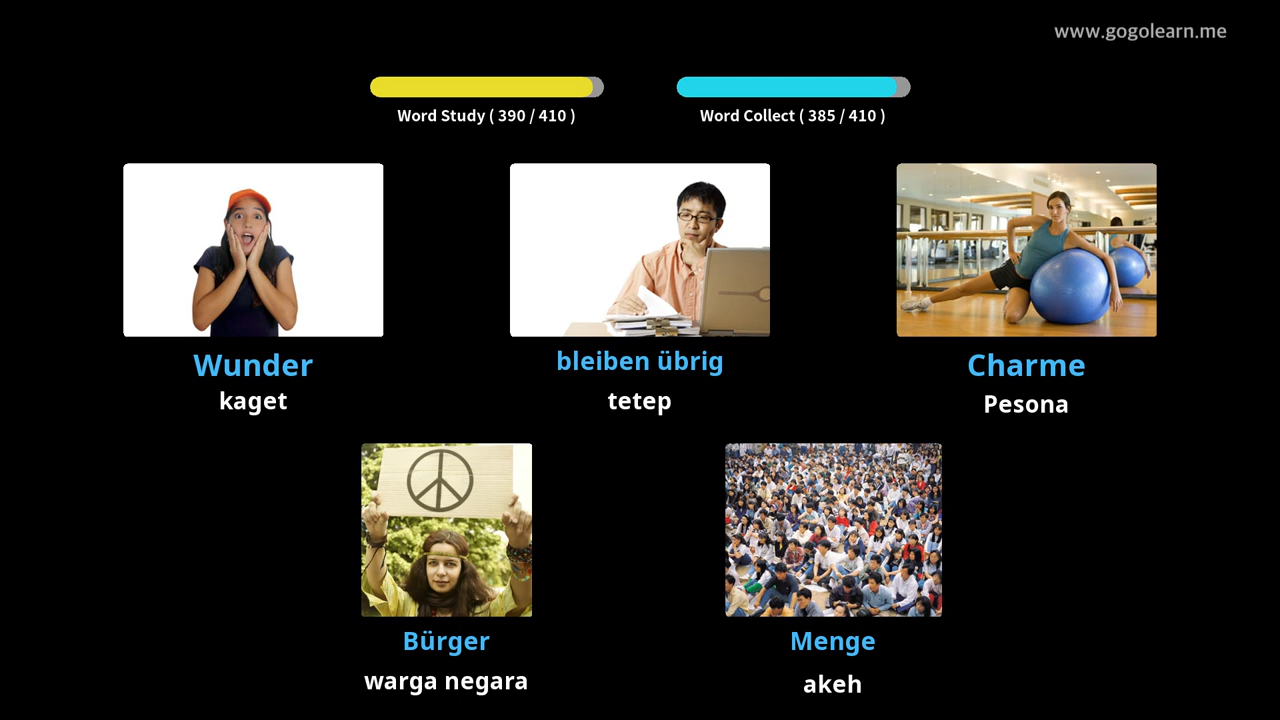 www.gogolearn.me
Word Study ( 390 / 410 )
Word Collect ( 385 / 410 )
Wunder
kaget
bleiben übrig
tetep
Charme
Pesona
Bürger
warga negara
Menge
akeh